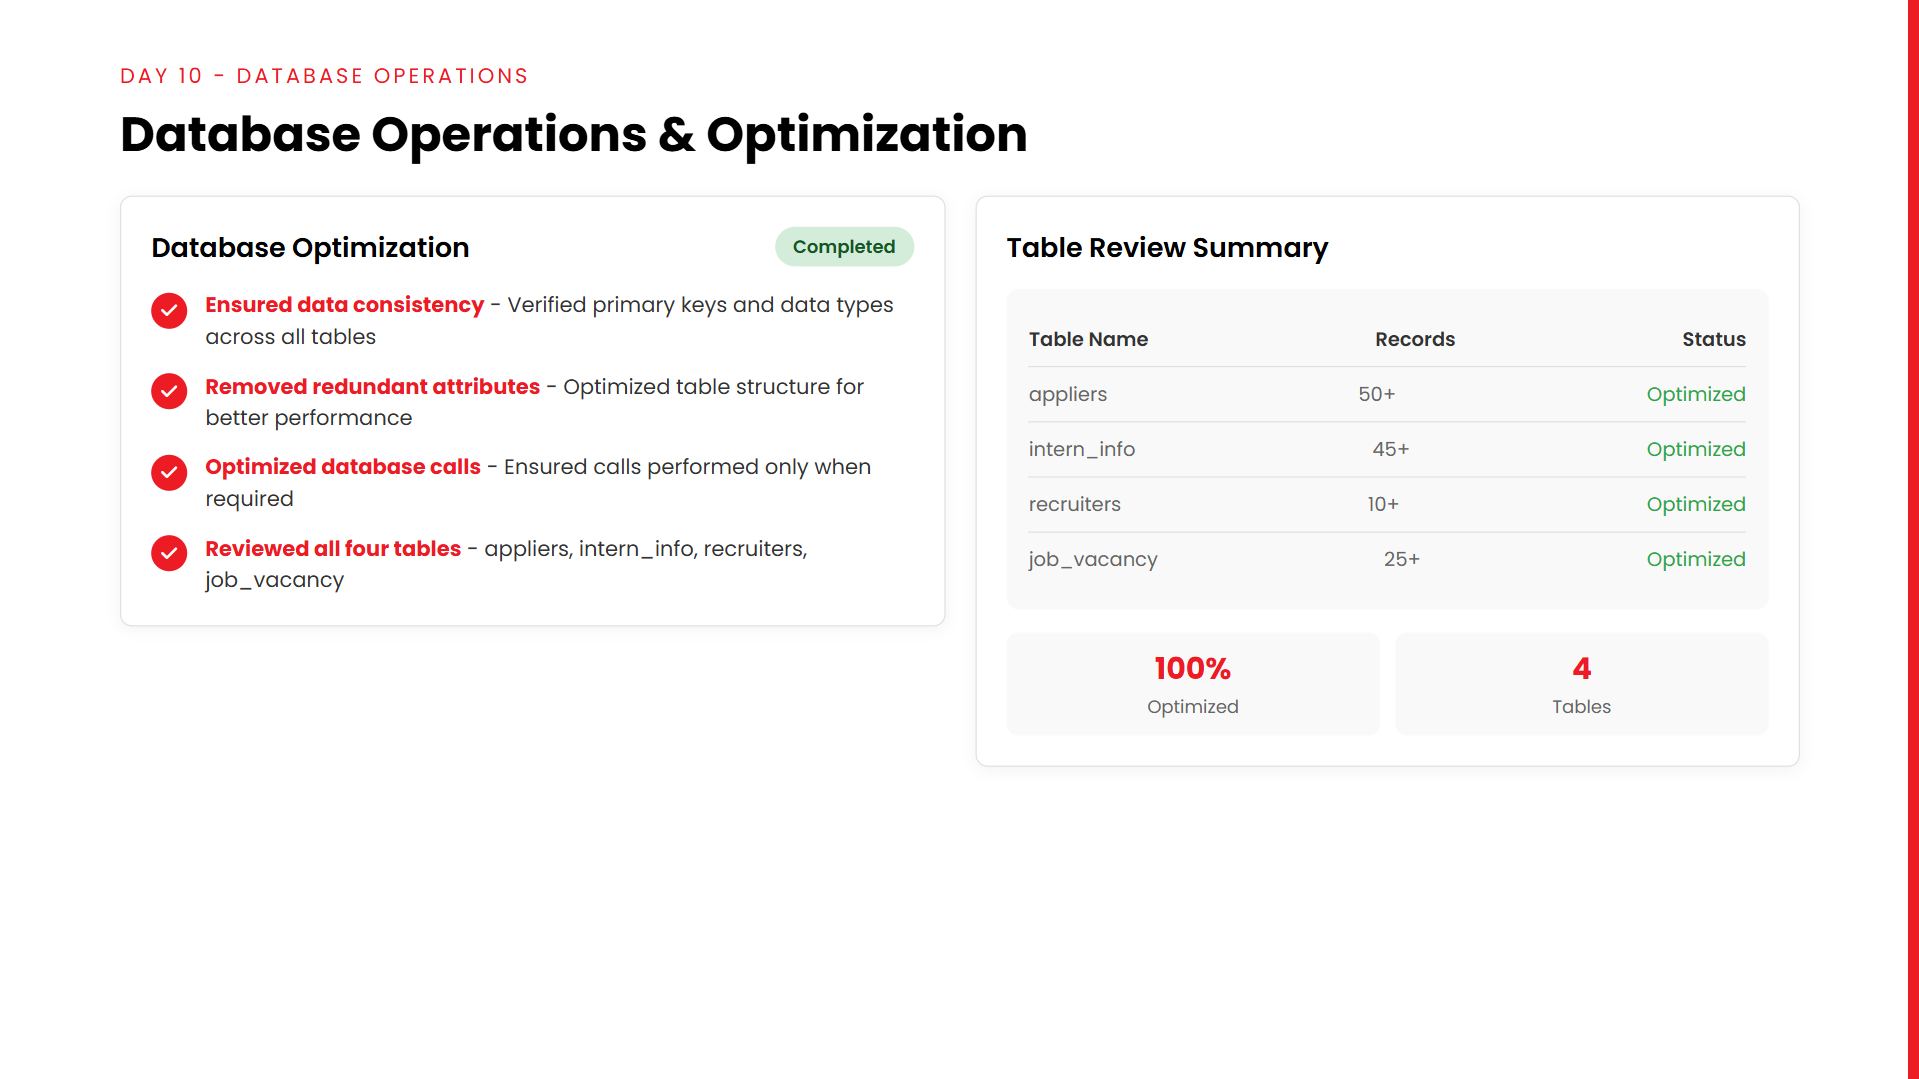 DAY 10 - DATABASE OPERATIONS
Database Operations & Optimization
Database Optimization
Completed
Ensured data consistency - Verified primary keys and data types
across all tables
Removed redundant attributes - Optimized table structure for
better performance
Optimized database calls - Ensured calls performed only when
required
Reviewed all four tables - appliers, intern_info, recruiters,
job_vacancy
Table Review Summary
Table Name Records Status
appliers 50+ Optimized
intern_info 45+ Optimized
recruiters 10+ Optimized
job_vacancy 25+ Optimized
100%
Optimized
4
Tables